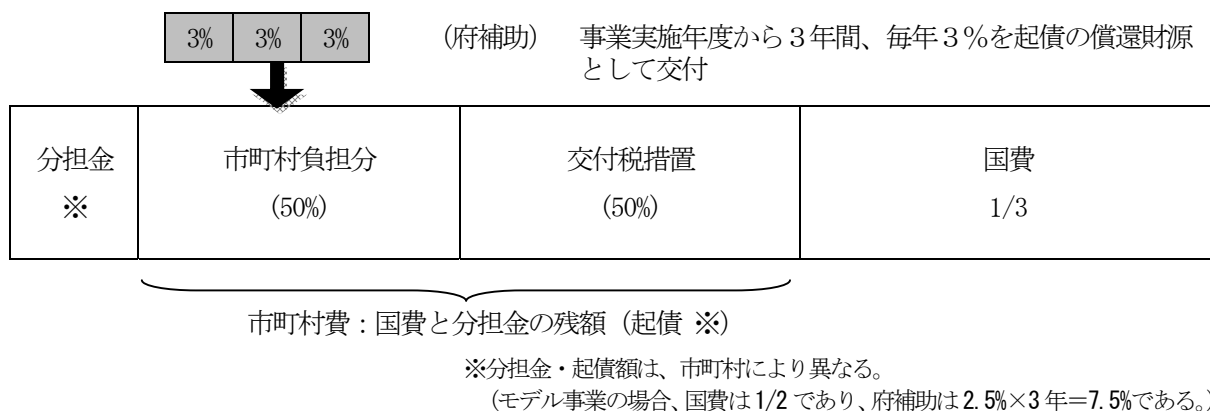 3% 3% 3% (府補助) 事業実施年度から３年間、毎年３％を起債の償還財源
として交付
分担金 市町村負担分 交付税措置 国費
※ (50%) (50%) 1/3
市町村費：国費と分担金の残額（起債 ※）
※分担金・起債額は、市町村により異なる。
（モデル事業の場合、国費は1/2であり、府補助は2.5%×3年＝7.5%である。）